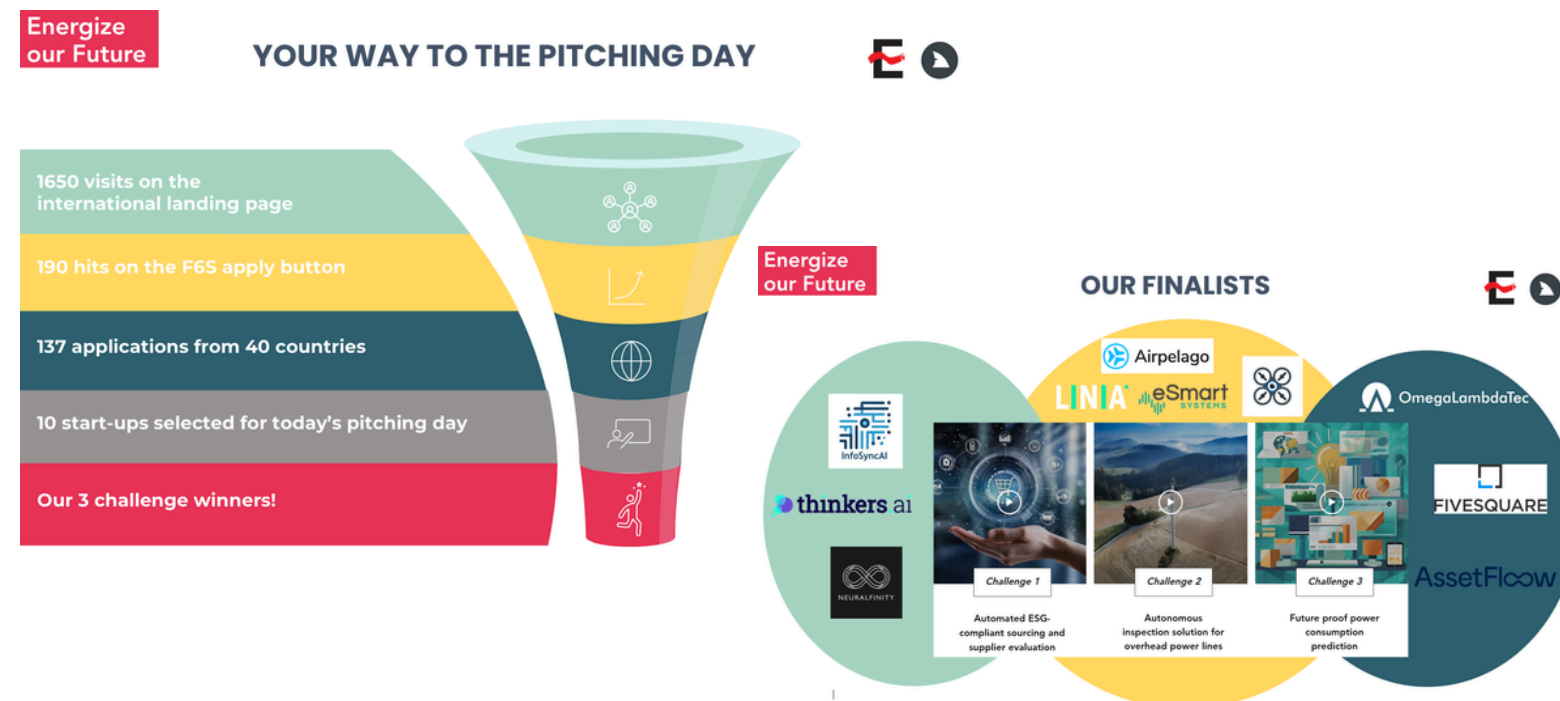 Energize
our Future
YOUR WAY TO THE PITCHING DAY
1650 visits on the
international landing page
190 hits on the F6S apply button
137 applications from 40 countries
10 start-ups selected for today's pitching day
Our 3 challenge winners!
Energize
our Future
OUR FINALISTS
InfoSyncAI
thinkers.ai
NEURALFINITY
Airpelago
LINIA
eSmart
SYSTEMS
OmegaLambdaTec
FIVESQUARE
AssetFloow
Challenge 1
Automated ESG-
compliant sourcing and
supplier evaluation
Challenge 2
Autonomous
inspection solution for
overhead power lines
Challenge 3
Future proof power
consumption
prediction